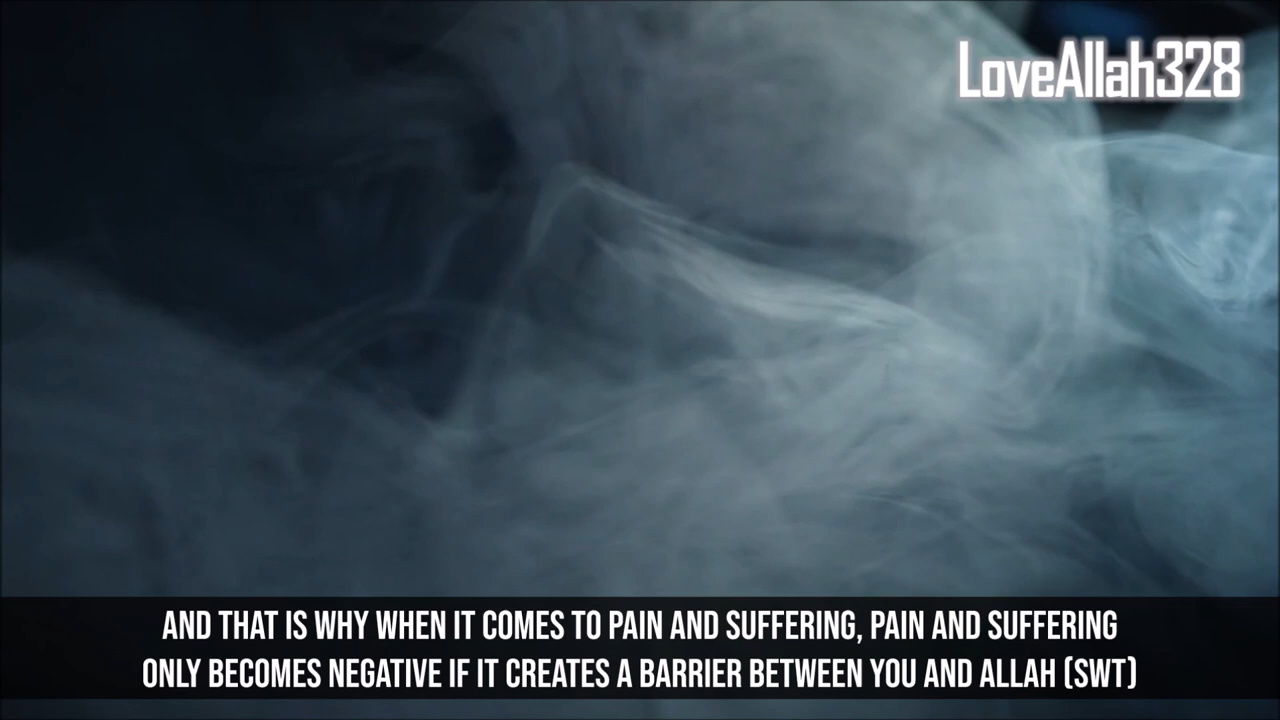 LoveAllah328
AND THAT IS WHY WHEN IT COMES TO PAIN AND SUFFERING, PAIN AND SUFFERING
ONLY BECOMES NEGATIVE IF IT CREATES A BARRIER BETWEEN YOU AND ALLAH (SWT)